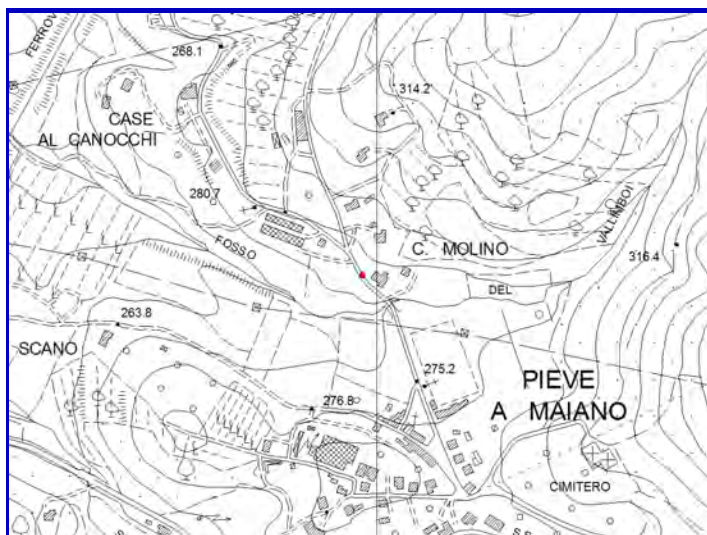 FERROV
268.1
314.2
CASE
AL CANOCCHI
280.7
VALLIMBOI
FOSSO
C. MOLINO
316.4
DEL
263.8
SCANO
275.2
PIEVE
276.8
A MAIANO
CIMITERO